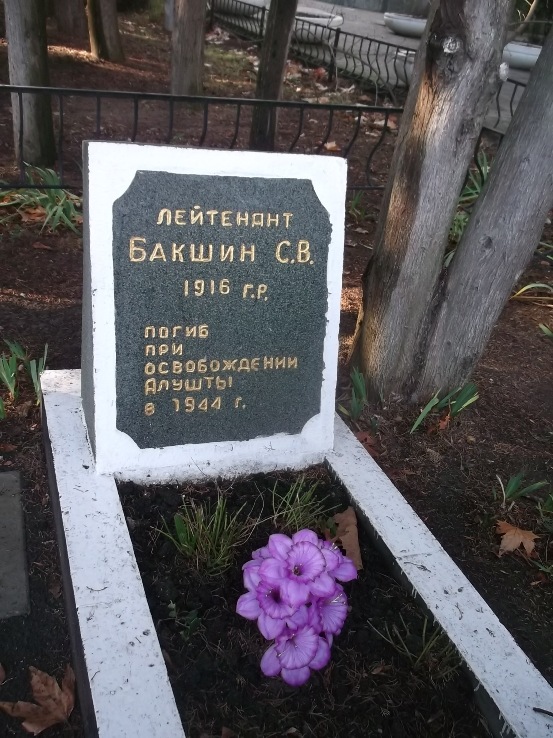 ЛЕЙТЕНАНТ
БАКШИН С.В.
1916 Г.Р.
ПОГИБ
ПРИ
ОСВОБОЖДЕНИИ
АЛУШТЫ
В 1944 Г.